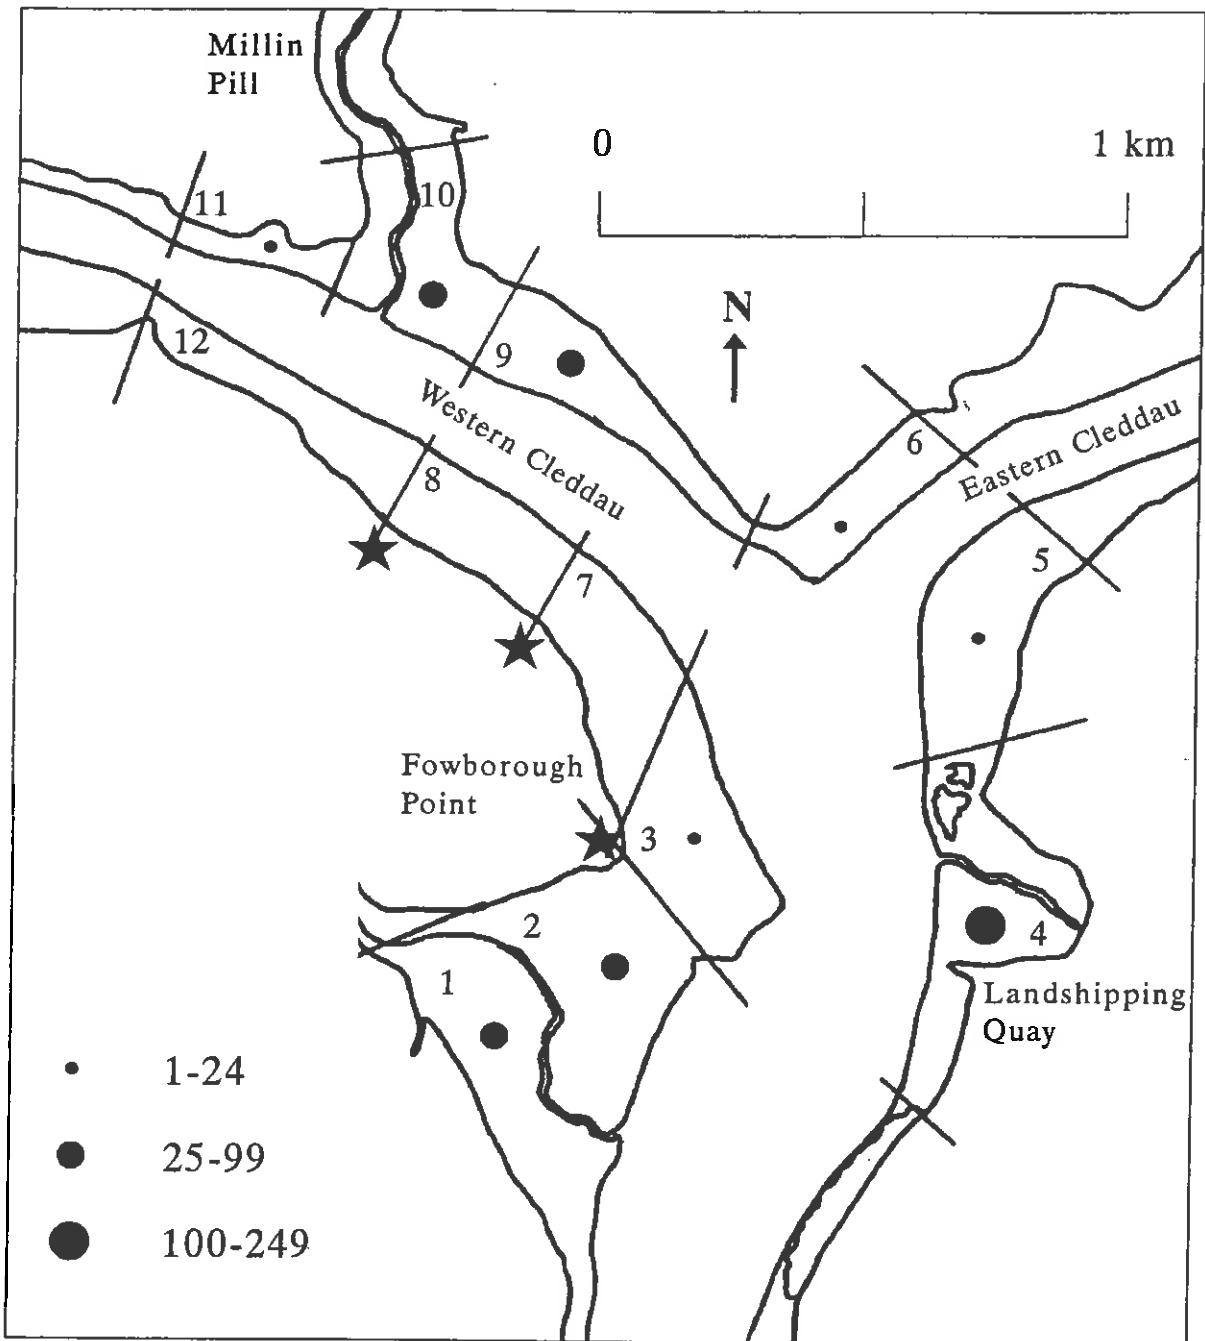 Millin
Pill
0
1 km
11
10
N
12
9
Western Cleddau
6
Eastern Cleddau
8
7
5
Fowborough
Point
3
2
4
1
Landshipping
Quay
1-24
25-99
100-249